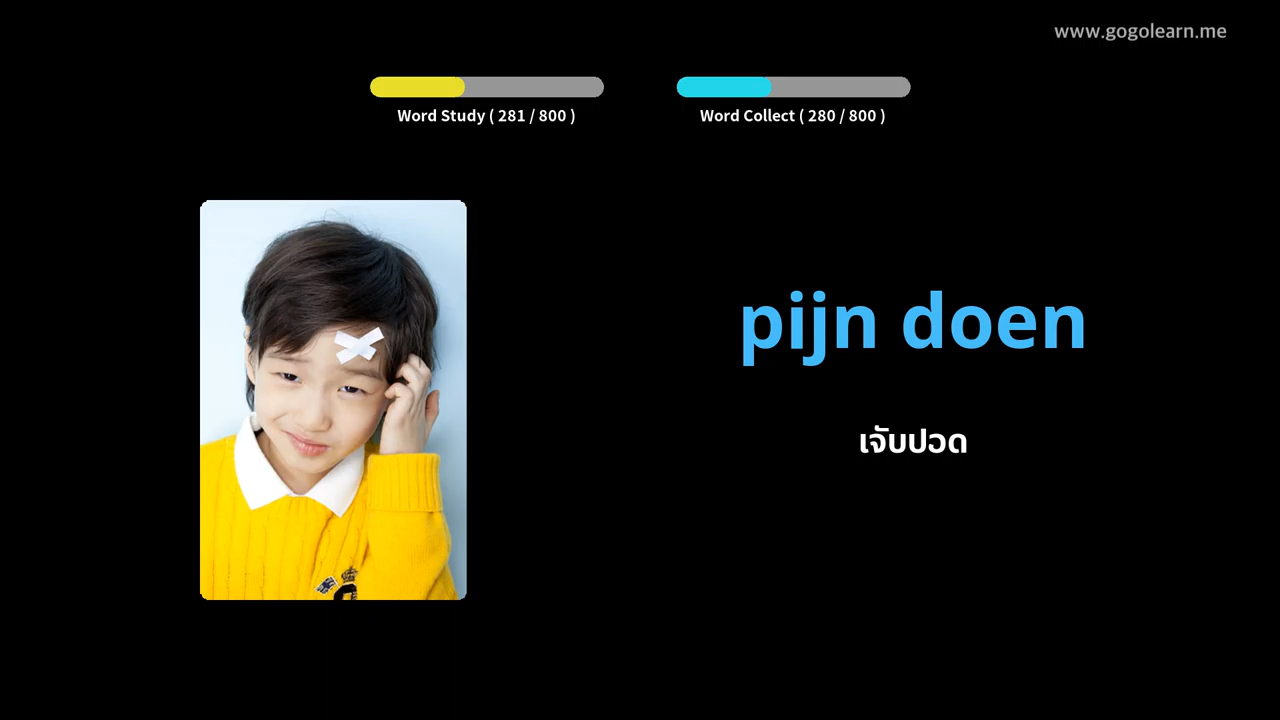 www.gogolearn.me
Word Study ( 281 / 800 )
Word Collect ( 280 / 800 )
pijn doen
เจ็บปวด